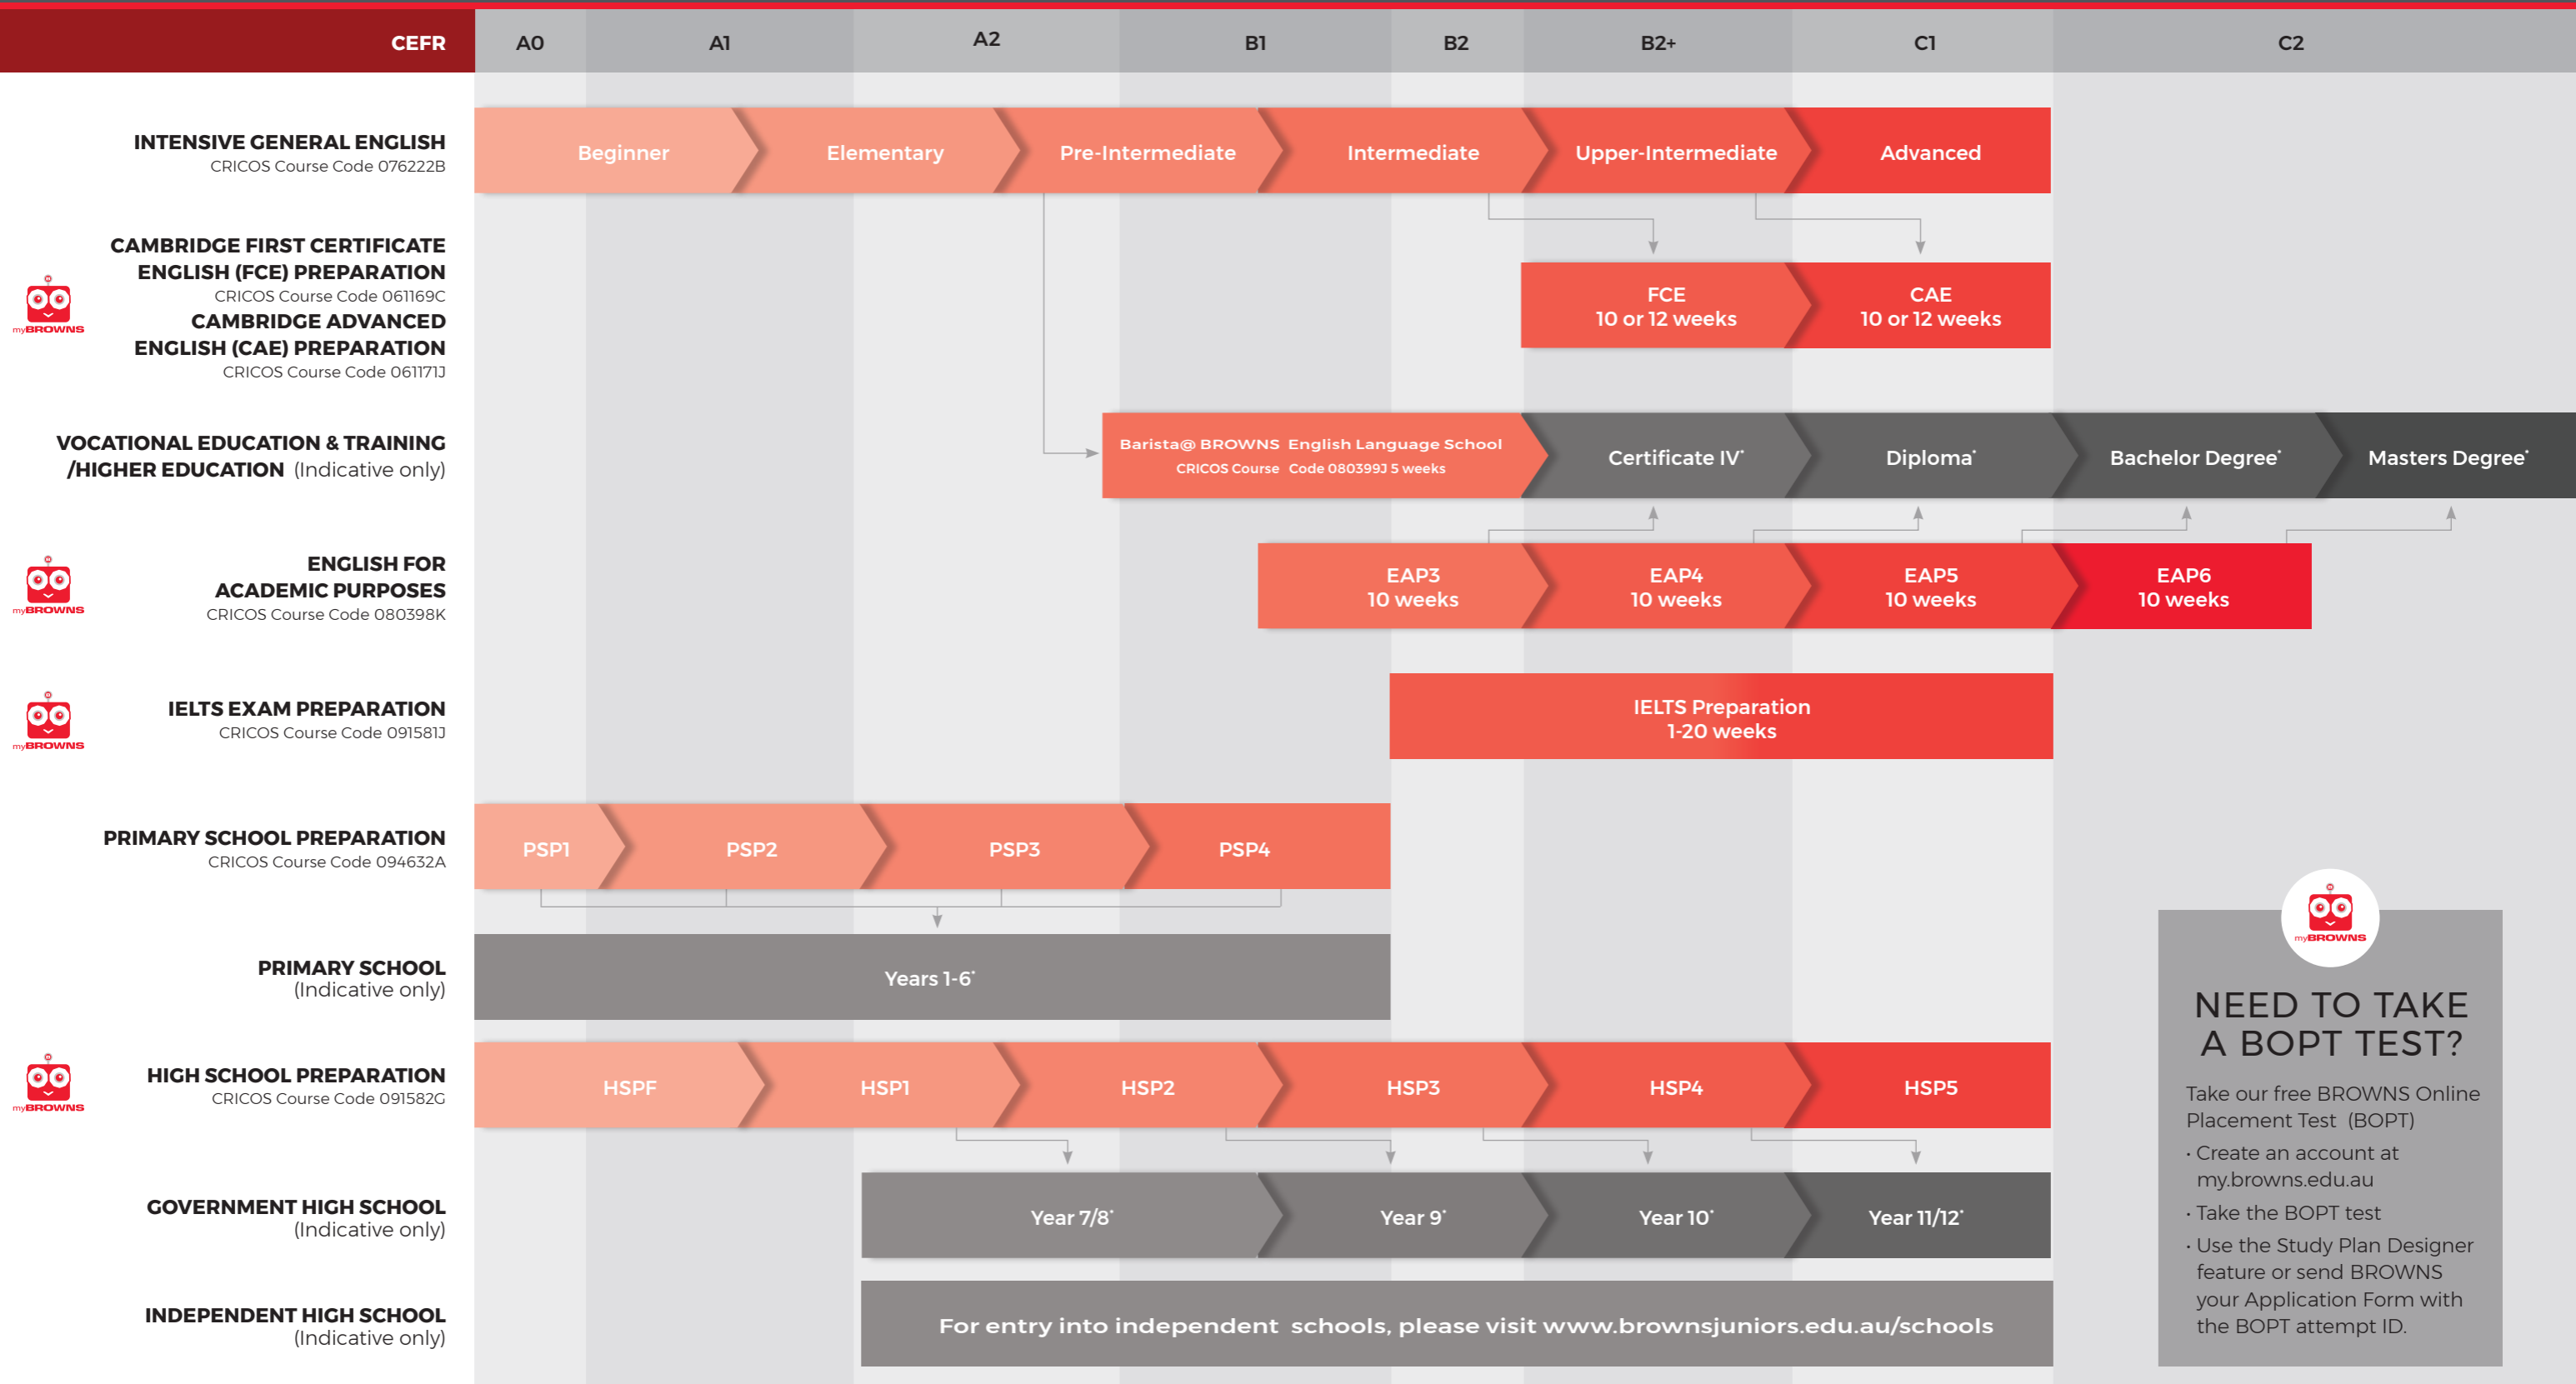 CEFR A0 A1 A2 B1 B2 B2+ C1 C2
INTENSIVE GENERAL ENGLISH
CRICOS Course Code 076222B
Beginner Elementary Pre-Intermediate Intermediate Upper-Intermediate Advanced
CAMBRIDGE FIRST CERTIFICATE
ENGLISH (FCE) PREPARATION
CRICOS Course Code 061169C
CAMBRIDGE ADVANCED
ENGLISH (CAE) PREPARATION
CRICOS Course Code 061171J
myBROWNS
FCE
10 or 12 weeks
CAE
10 or 12 weeks
VOCATIONAL EDUCATION & TRAINING
/HIGHER EDUCATION (Indicative only)
Barista@ BROWNS English Language School
CRICOS Course Code 080399J 5 weeks
Certificate IV*
Diploma*
Bachelor Degree*
Masters Degree*
myBROWNS
ENGLISH FOR
ACADEMIC PURPOSES
CRICOS Course Code 080398K
EAP3
10 weeks
EAP4
10 weeks
EAP5
10 weeks
EAP6
10 weeks
myBROWNS
IELTS EXAM PREPARATION
CRICOS Course Code 091581J
IELTS Preparation
1-20 weeks
PRIMARY SCHOOL PREPARATION
CRICOS Course Code 094632A
PSP1 PSP2 PSP3 PSP4
PRIMARY SCHOOL
(Indicative only)
Years 1-6*
myBROWNS
HIGH SCHOOL PREPARATION
CRICOS Course Code 091582G
HSPF HSP1 HSP2 HSP3 HSP4 HSP5
GOVERNMENT HIGH SCHOOL
(Indicative only)
Year 7/8* Year 9* Year 10* Year 11/12*
INDEPENDENT HIGH SCHOOL
(Indicative only)
For entry into independent schools, please visit www.brownsjuniors.edu.au/schools
myBROWNS
NEED TO TAKE
A BOPT TEST?
Take our free BROWNS Online
Placement Test (BOPT)
• Create an account at
my.browns.edu.au
• Take the BOPT test
• Use the Study Plan Designer
feature or send BROWNS
your Application Form with
the BOPT attempt ID.